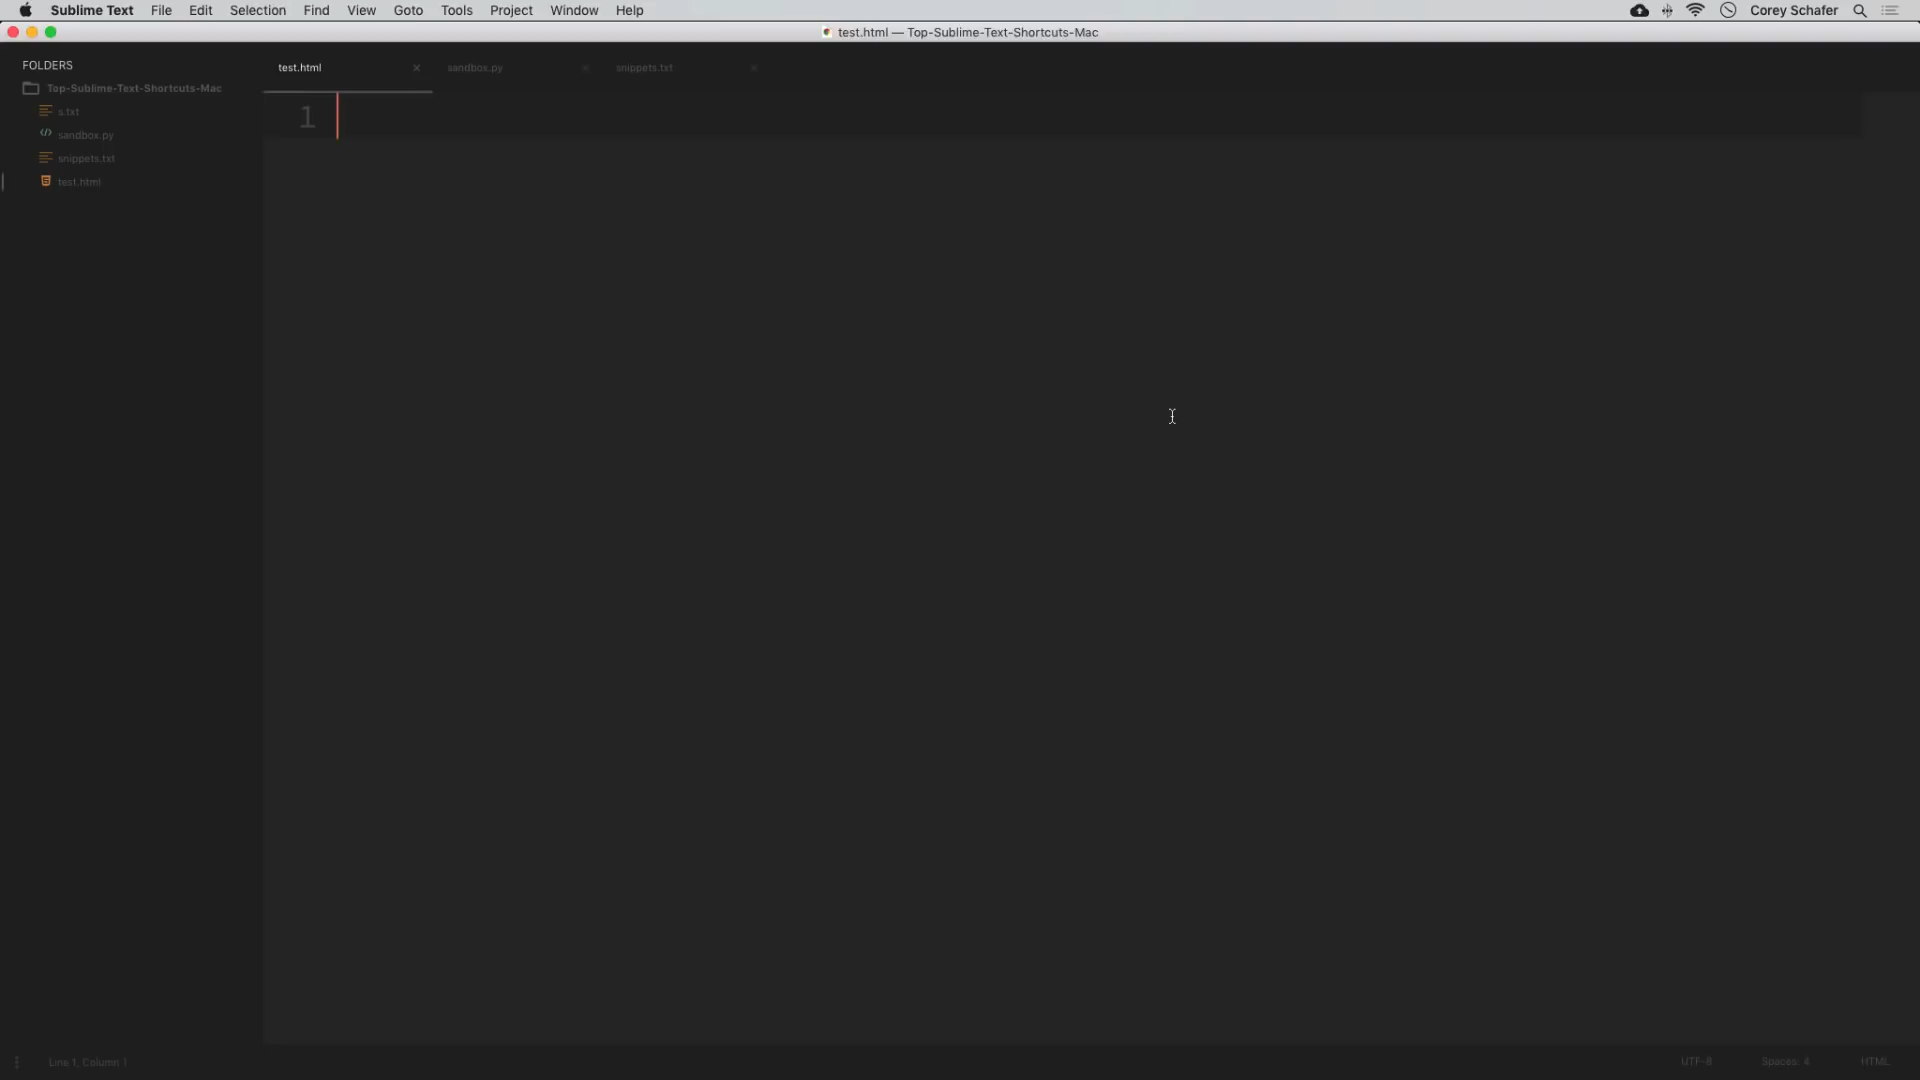 Sublime Text File Edit Selection Find View Goto Tools Project Window Help Corey Schafer
test.html — Top-Sublime-Text-Shortcuts-Mac
FOLDERS
Top-Sublime-Text-Shortcuts-Mac
s.txt
sandbox.py
snippets.txt
test.html
test.html sandbox.py snippets.txt
1
Line 1, Column 1 UTF-8 Spaces: 4 HTML